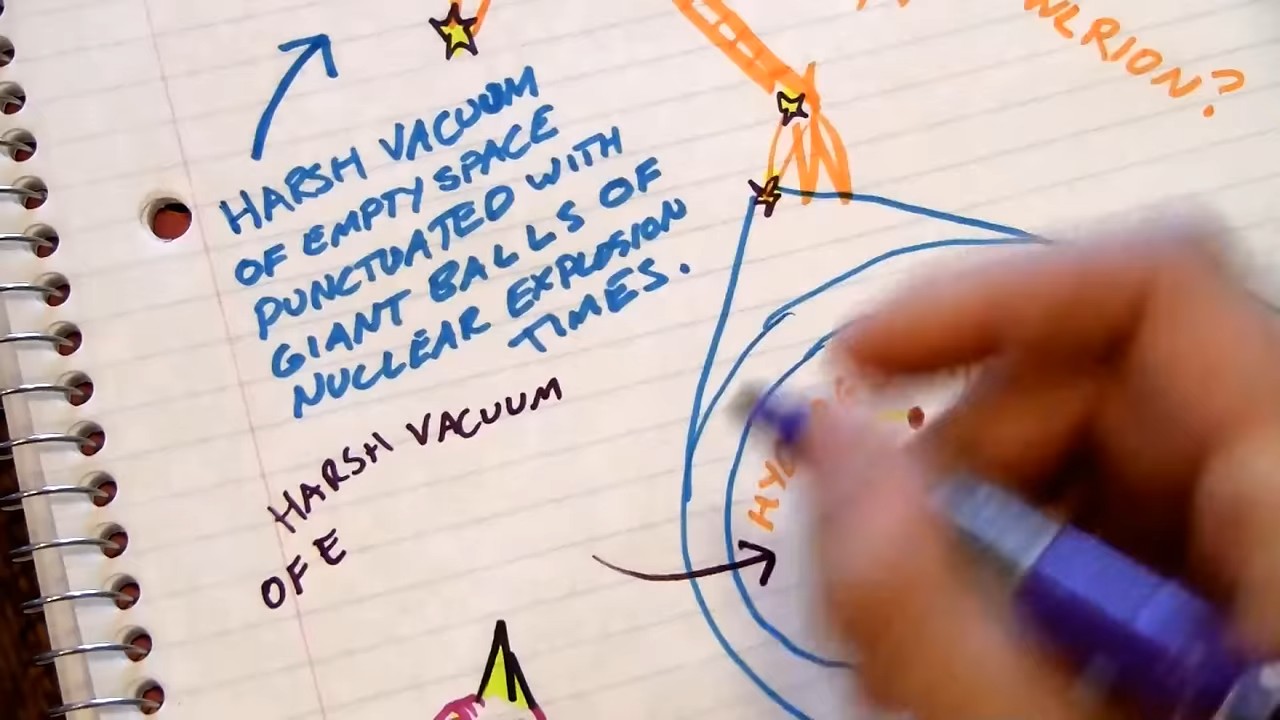 HARSH VACUUM
OF EMPTY SPACE
PUNCTUATED WITH
GIANT BALLS OF
NUCLEAR EXPLOSION
TIMES.
HARSH VACUUM
OF E